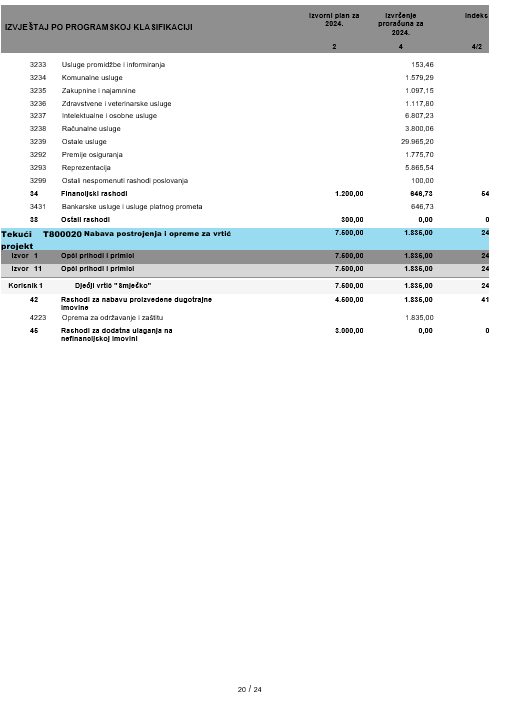 IZVJEŠTAJ PO PROGRAMSKOJ KLASIFIKACIJI Izvorni plan za 2024. Izvršenje proračuna za 2024. Indeks
2 4 4/2
3233 Usluge promidžbe i informiranja 153,46
3234 Komunalne usluge 1.579,29
3235 Zakupnine i najamnine 1.097,15
3236 Zdravstvene i veterinarske usluge 1.117,80
3237 Intelektualne i osobne usluge 6.807,23
3238 Računalne usluge 3.800,06
3239 Ostale usluge 29.965,20
3292 Premije osiguranja 1.775,70
3293 Reprezentacija 5.865,54
3299 Ostali nespomenuti rashodi poslovanja 100,00
34 Financijski rashodi 1.200,00 646,73 54
3431 Bankarske usluge i usluge platnog prometa 646,73
38 Ostali rashodi 300,00 0,00 0
Tekući projekt T800020 Nabava postrojenja i opreme za vrtić 7.500,00 1.835,00 24
Izvor 1 Opći prihodi i primici 7.500,00 1.835,00 24
Izvor 11 Opći prihodi i primici 7.500,00 1.835,00 24
Korisnik 1 Dječji vrtić "Smješko" 7.500,00 1.835,00 24
42 Rashodi za nabavu proizvedene dugotrajne 4.500,00 1.835,00 41
imovine
4223 Oprema za održavanje i zaštitu 1.835,00
45 Rashodi za dodatna ulaganja na 3.000,00 0,00 0
nefinancijskoj imovini
20 / 24